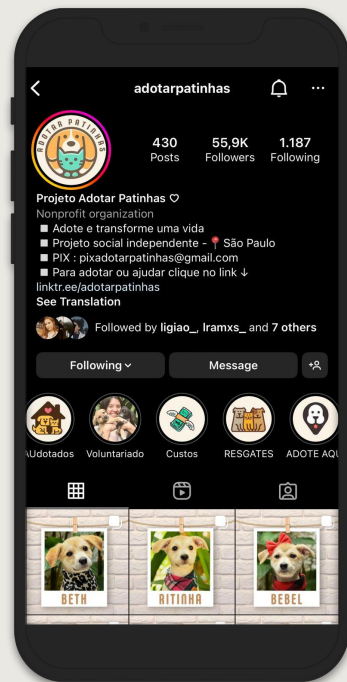 adotarpatinhas
ADOTAR PATINHAS
430 55,9K 1.187
Posts Followers Following
Projeto Adotar Patinhas ♡
Nonprofit organization
◼ Adote e transforme uma vida
◼ Projeto social independente - 📍 São Paulo
◼ PIX : pixadotarpatinhas@gmail.com
◼ Para adotar ou ajudar clique no link ↓
linktr.ee/adotarpatinhas
See Translation
Followed by ligiao_, lramxs_ and 7 others
Following Message
AUdotados Voluntariado Custos RESGATES ADOTE AQU
BETH RITINHA BEBEL